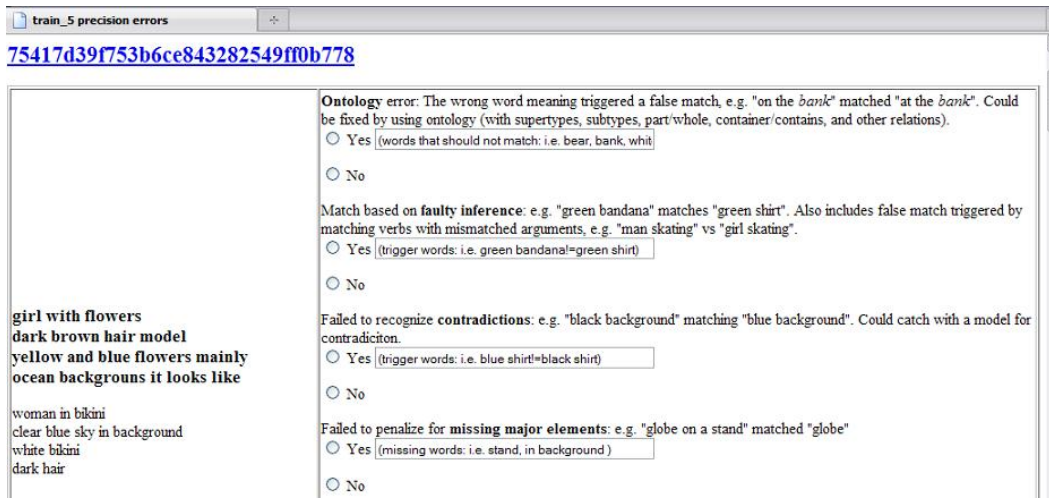 train_5 precision errors
75417d39f753b6ce843282549ff0b778
girl with flowers
dark brown hair model
yellow and blue flowers mainly
ocean backgrouns it looks like
woman in bikini
clear blue sky in background
white bikini
dark hair
Ontology error: The wrong word meaning triggered a false match, e.g. "on the bank" matched "at the bank". Could
be fixed by using ontology (with supertypes, subtypes, part/whole, container/contains, and other relations).
Yes (words that should not match: i.e. bear, bank, whit
No
Match based on faulty inference: e.g. "green bandana" matches "green shirt". Also includes false match triggered by
matching verbs with mismatched arguments, e.g. "man skating" vs "girl skating".
Yes (trigger words: i.e. green bandana!=green shirt)
No
Failed to recognize contradictions: e.g. "black background" matching "blue background". Could catch with a model for
contradiciton.
Yes (trigger words: i.e. blue shirt!=black shirt)
No
Failed to penalize for missing major elements: e.g. "globe on a stand" matched "globe"
Yes (missing words: i.e. stand, in background )
No